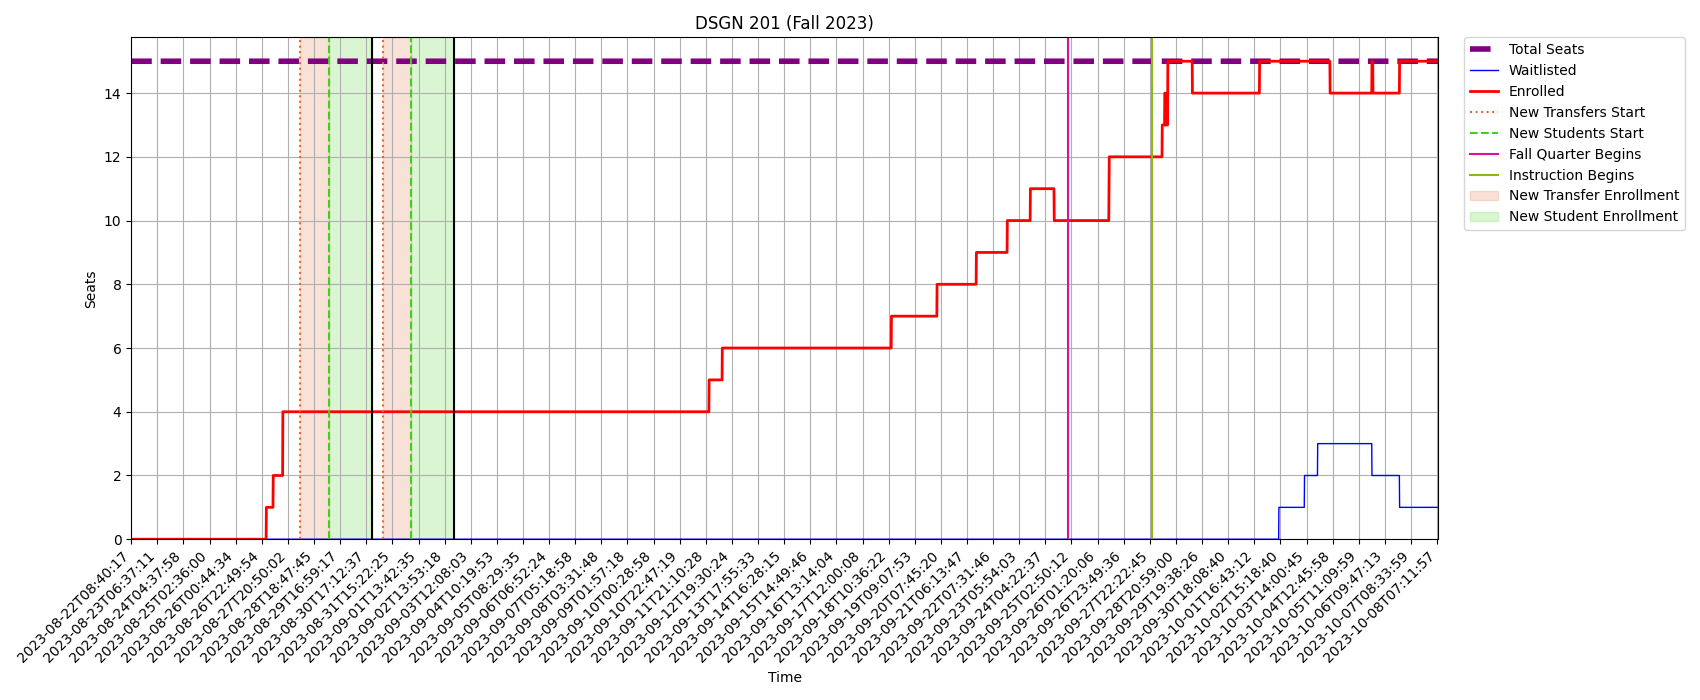 DSGN 201 (Fall 2023)
Total Seats
Waitlisted
Enrolled
New Transfers Start
New Students Start
Fall Quarter Begins
Instruction Begins
New Transfer Enrollment
New Student Enrollment
Seats
14
12
10
8
6
4
2
0
2023-08-22T08:40:17
2023-08-23T06:37:11
2023-08-24T04:37:58
2023-08-25T02:36:00
2023-08-26T00:44:34
2023-08-26T22:49:54
2023-08-27T20:50:02
2023-08-28T18:47:45
2023-08-29T16:59:17
2023-08-30T17:12:37
2023-08-31T15:22:25
2023-09-01T13:42:35
2023-09-02T13:53:18
2023-09-03T12:08:03
2023-09-04T10:19:53
2023-09-05T08:29:35
2023-09-06T06:52:24
2023-09-07T05:18:58
2023-09-08T03:31:48
2023-09-09T01:57:18
2023-09-10T00:28:58
2023-09-10T22:47:19
2023-09-11T21:10:28
2023-09-12T19:30:24
2023-09-13T17:55:33
2023-09-14T16:28:15
2023-09-15T14:49:46
2023-09-16T13:14:04
2023-09-17T12:00:08
2023-09-18T10:36:22
2023-09-19T09:07:53
2023-09-20T07:45:20
2023-09-21T06:13:47
2023-09-22T07:31:46
2023-09-23T05:54:03
2023-09-24T04:22:37
2023-09-25T02:50:12
2023-09-26T01:20:06
2023-09-26T23:49:36
2023-09-27T22:22:45
2023-09-28T20:59:00
2023-09-29T19:38:26
2023-09-30T18:08:40
2023-10-01T16:43:12
2023-10-02T15:18:40
2023-10-03T14:00:45
2023-10-04T12:45:58
2023-10-05T11:09:59
2023-10-06T09:47:13
2023-10-07T08:33:59
2023-10-08T07:11:57
Time